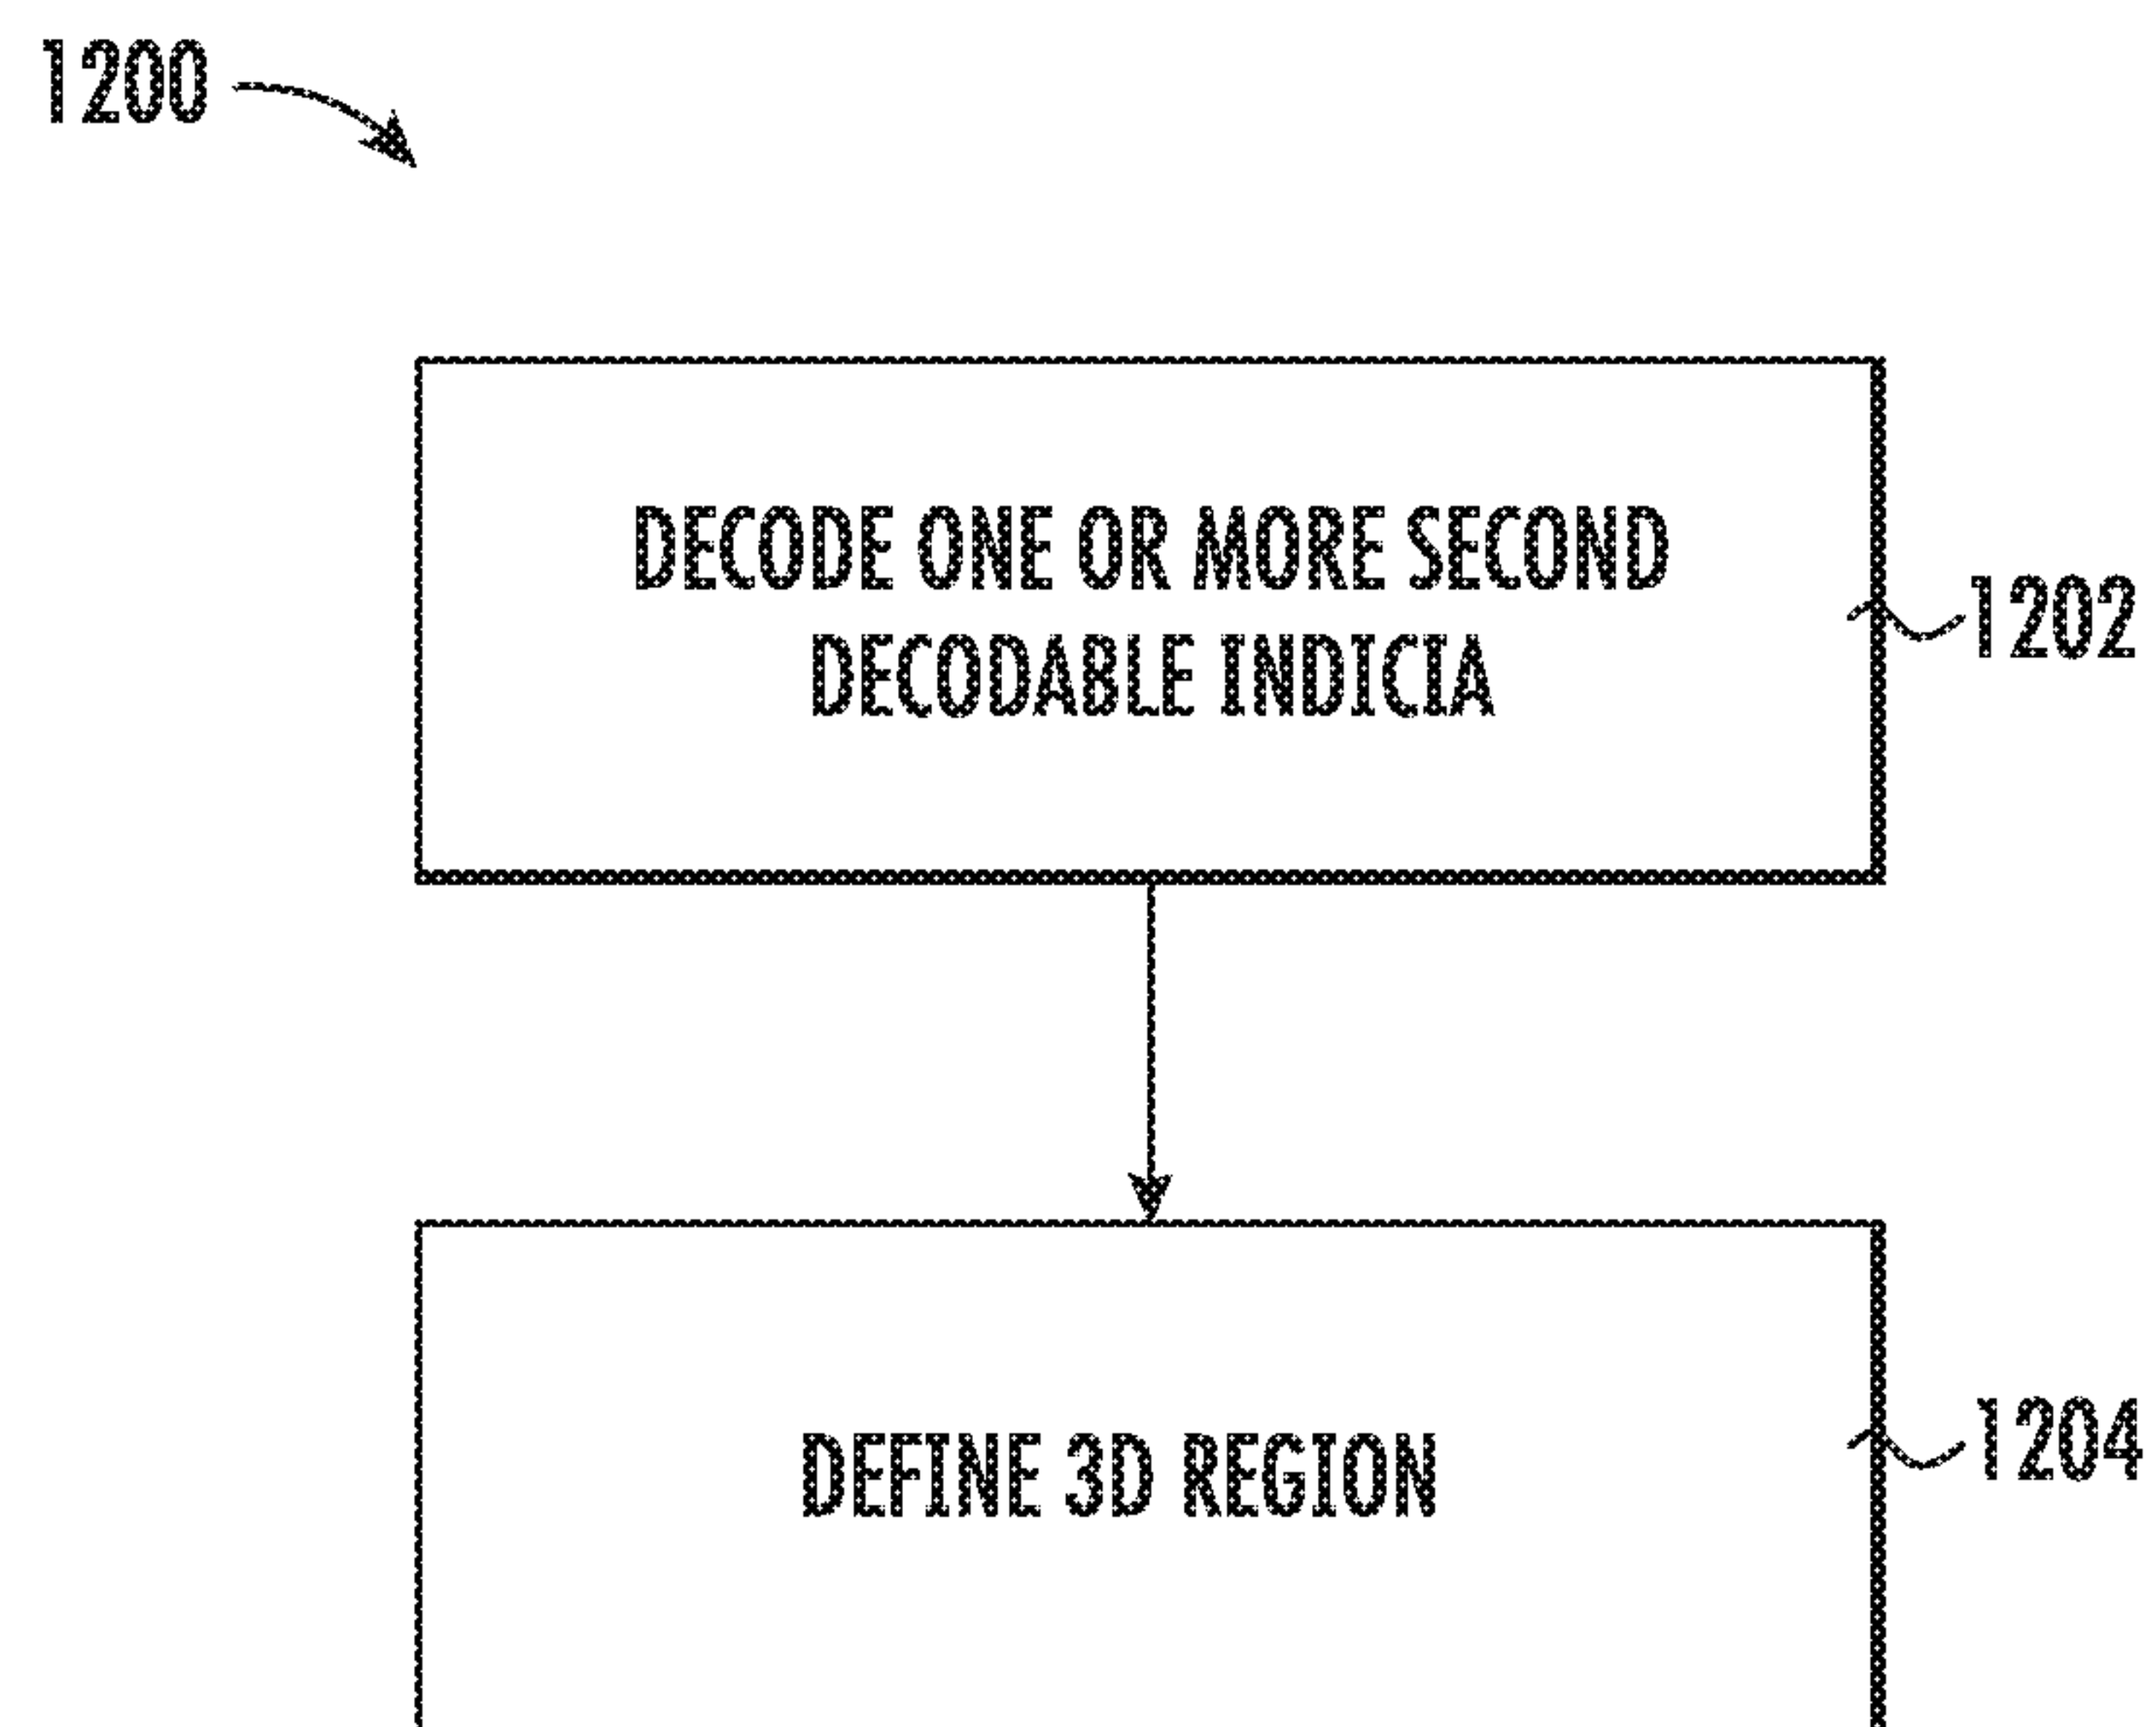 1200
DECODE ONE OR MORE SECOND
DECODABLE INDICIA
1202
DEFINE 3D REGION
1204